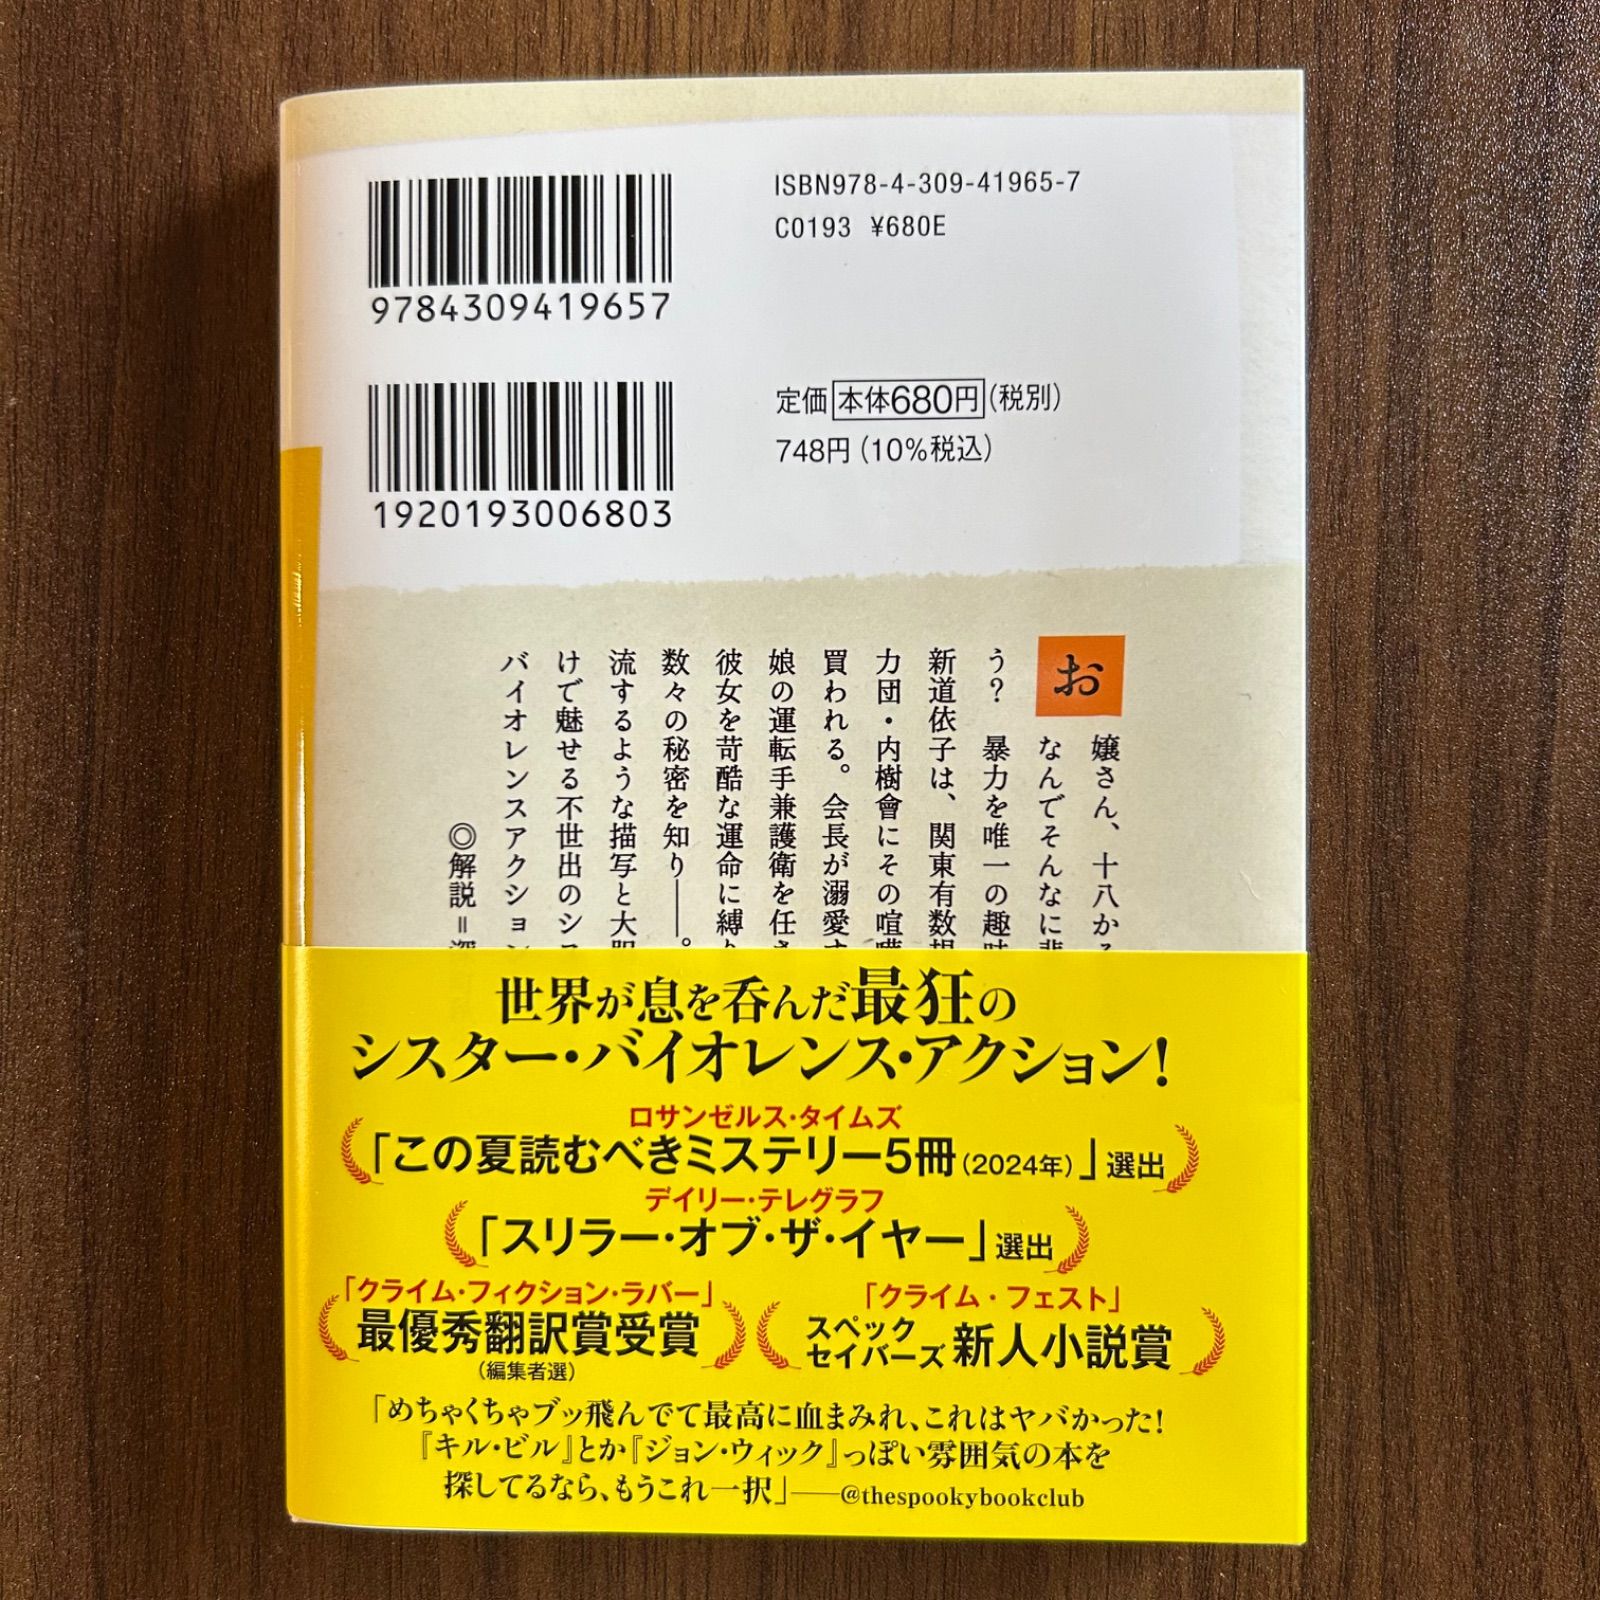 9784309419657
ISBN978-4-309-41965-7
C0193 ¥680E
1920193006803
定価 本体680円(税別)
748円(10%税込)
お
嬢さん、十八か
なんでそんなに
う? 暴力を唯一の趣味
新道依子は、関東有数
力団・内樹會にその喧嘩
買われる。会長が溺愛す
娘の運転手兼護衛を任さ
彼女を苛酷な運命に縛り
数々の秘密を知り——。
流するような描写と大胆
けで魅せる不世出のシス
バイオレンスアクション
◎解説=深
世界が息を呑んだ最狂の
シスター・バイオレンス・アクション!
ロサンゼルス・タイムズ
「この夏読むべきミステリー5冊(2024年)」選出
デイリー・テレグラフ
「スリラー・オブ・ザ・イヤー」選出
「クライム・フィクション・ラバー」
最優秀翻訳賞受賞
(編集者選)
「クライム・フェスト」
スペック
セイバーズ新人小説賞
「めちゃくちゃブッ飛んでて最高に血まみれ、これはヤバかった!
『キル・ビル』とか『ジョン・ウィック』っぽい雰囲気の本を
探してるなら、もうこれ一択」——@thespookybookclub